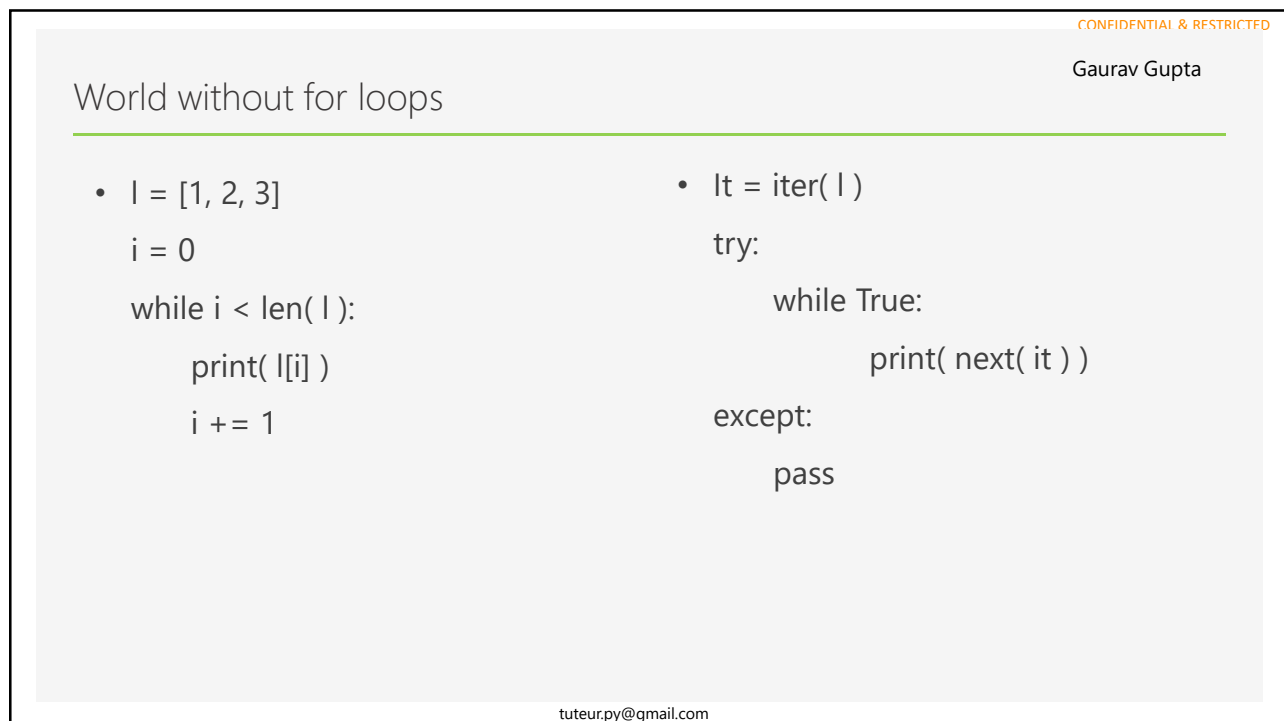 CONFIDENTIAL & RESTRICTED
Gaurav Gupta
World without for loops
• l = [1, 2, 3]
i = 0
while i < len( l ):
print( l[i] )
i += 1
• It = iter( l )
try:
while True:
print( next( it ) )
except:
pass
tuteur.py@gmail.com